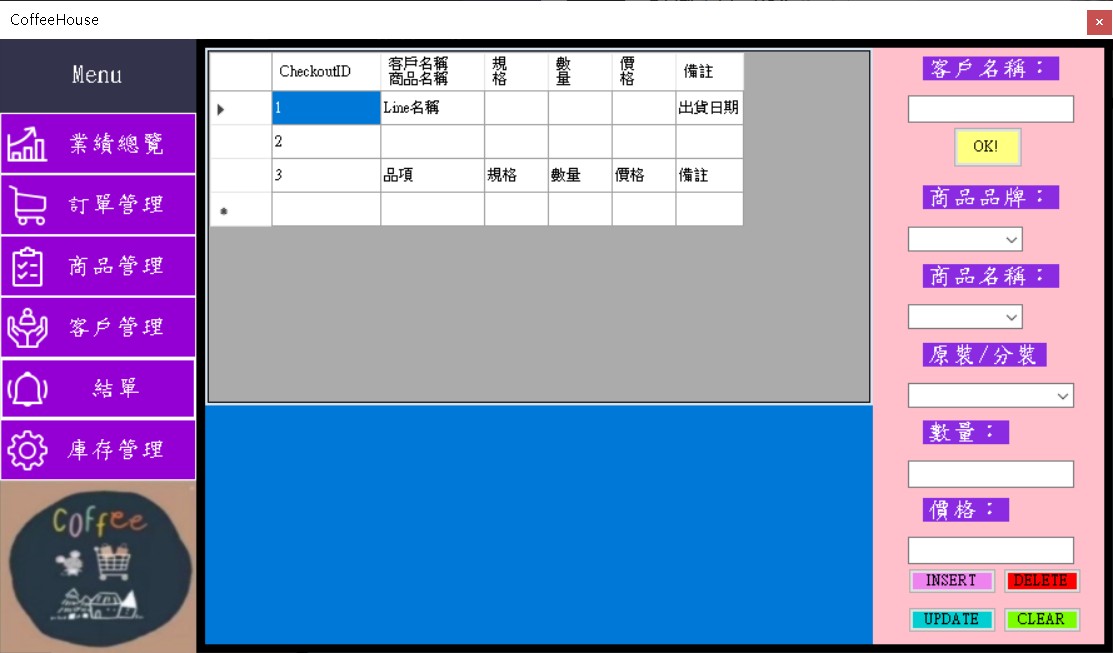 CoffeeHouse
×
Menu
業績總覽
訂單管理
商品管理
客戶管理
結單
庫存管理
Coffee
CheckoutID 客戶名稱商品名稱 規格 數量 價格 備註
1 Line名稱 出貨日期
2
3 品項 規格 數量 價格 備註
*
客戶名稱：
OK!
商品品牌：
商品名稱：
原裝/分裝
數量：
價格：
INSERT DELETE
UPDATE CLEAR